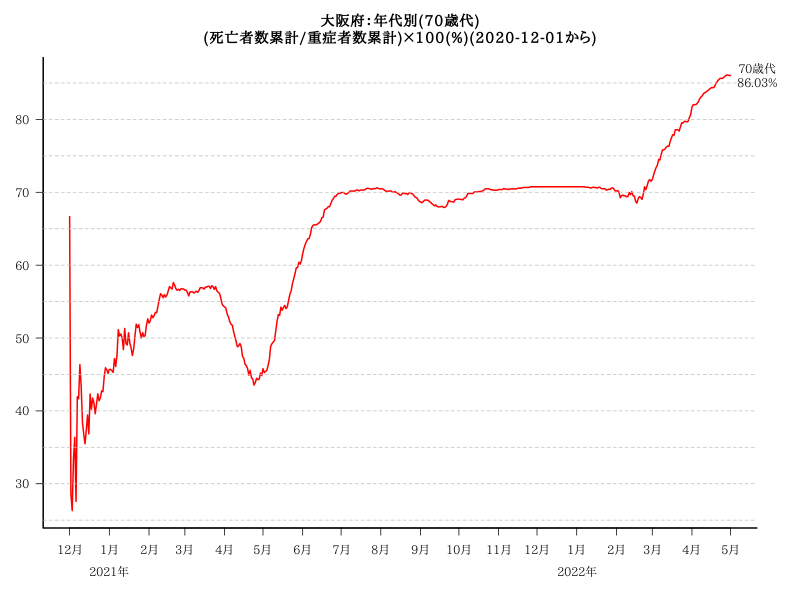 大阪府：年代別(70歳代)
(死亡者数累計/重症者数累計)×100(%)(2020-12-01から)
70歳代
86.03%
80
70
60
50
40
30
12月 1月 2月 3月 4月 5月 6月 7月 8月 9月 10月 11月 12月 1月 2月 3月 4月 5月
2021年 2022年